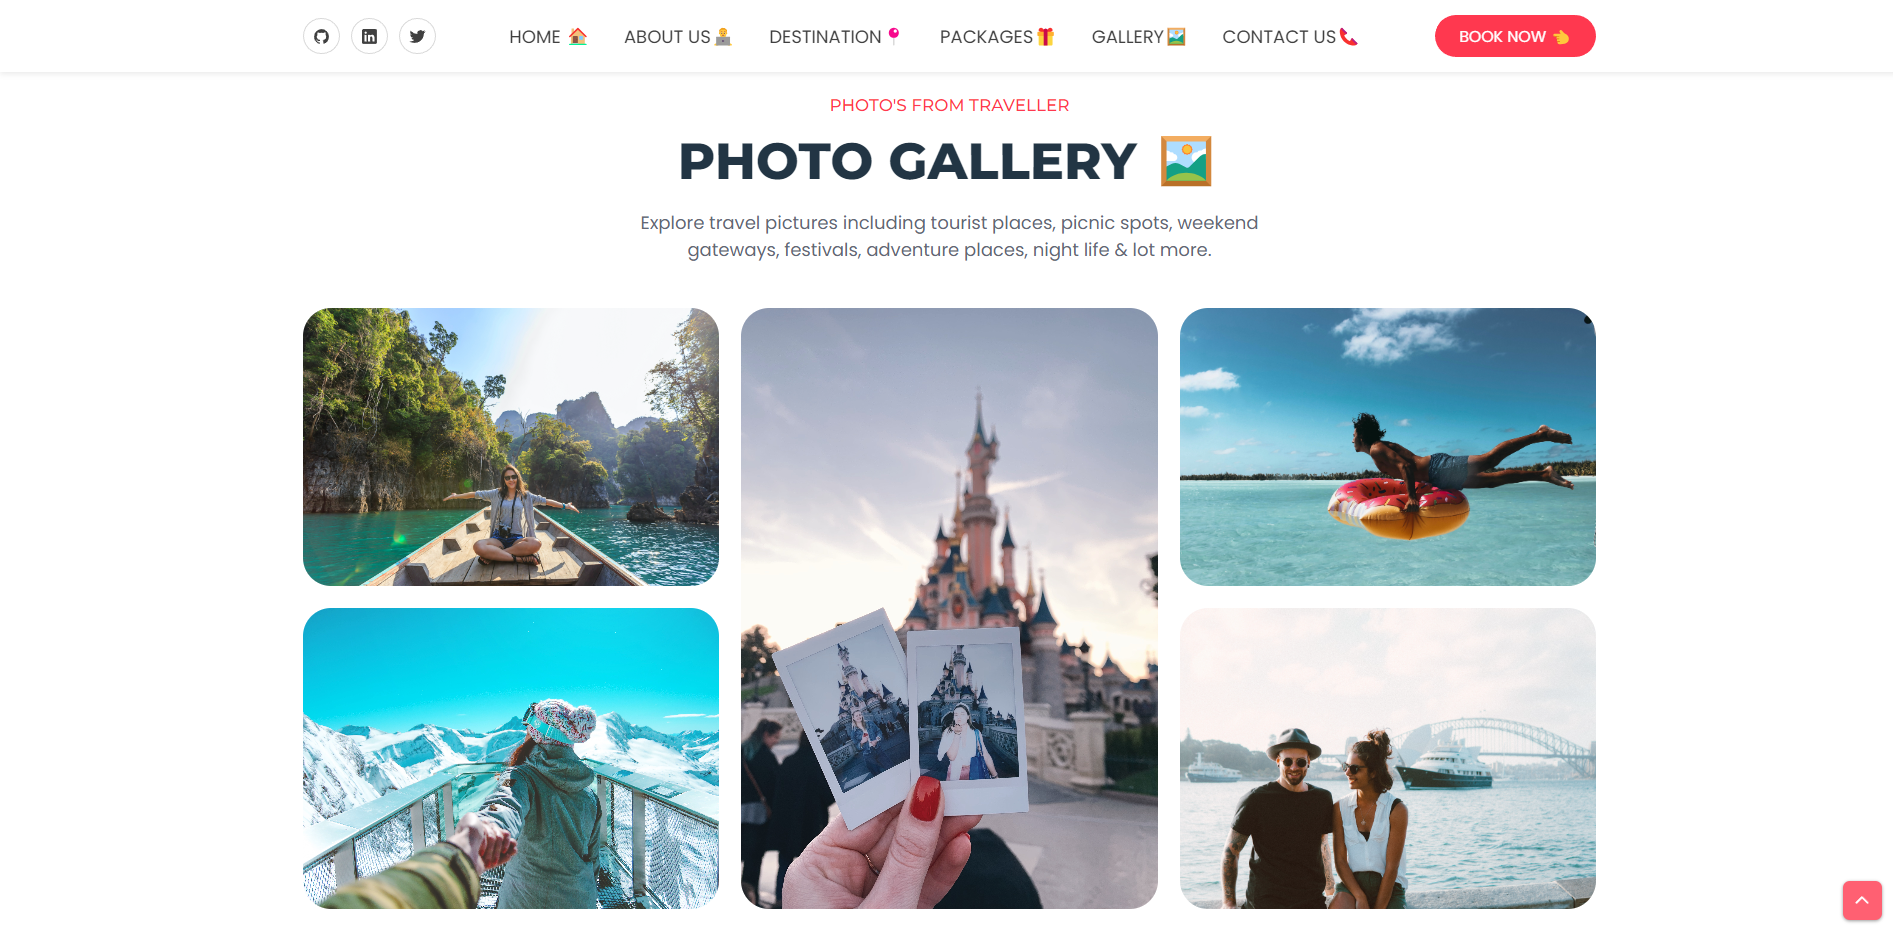 HOME 🏠 ABOUT US 👨‍💻 DESTINATION 📍 PACKAGES 🎁 GALLERY 🖼️ CONTACT US 📞 BOOK NOW 👈
PHOTO'S FROM TRAVELLER
PHOTO GALLERY 🖼️
Explore travel pictures including tourist places, picnic spots, weekend
gateways, festivals, adventure places, night life & lot more.